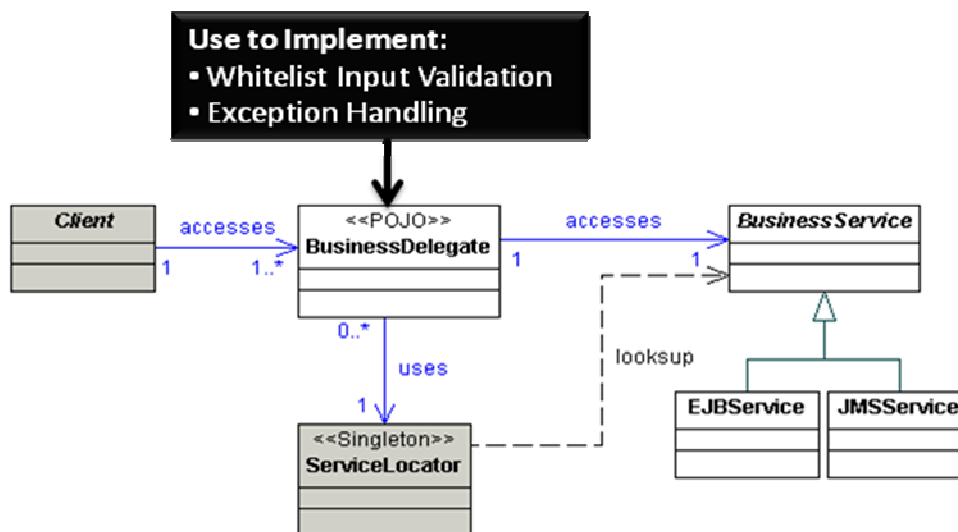 Use to Implement:
• Whitelist Input Validation
• Exception Handling
Client
accesses
1
1..*
<<POJO>>
BusinessDelegate
accesses
1
1
BusinessService
0..*
uses
1
looksup
<<Singleton>>
ServiceLocator
EJBService
JMSService